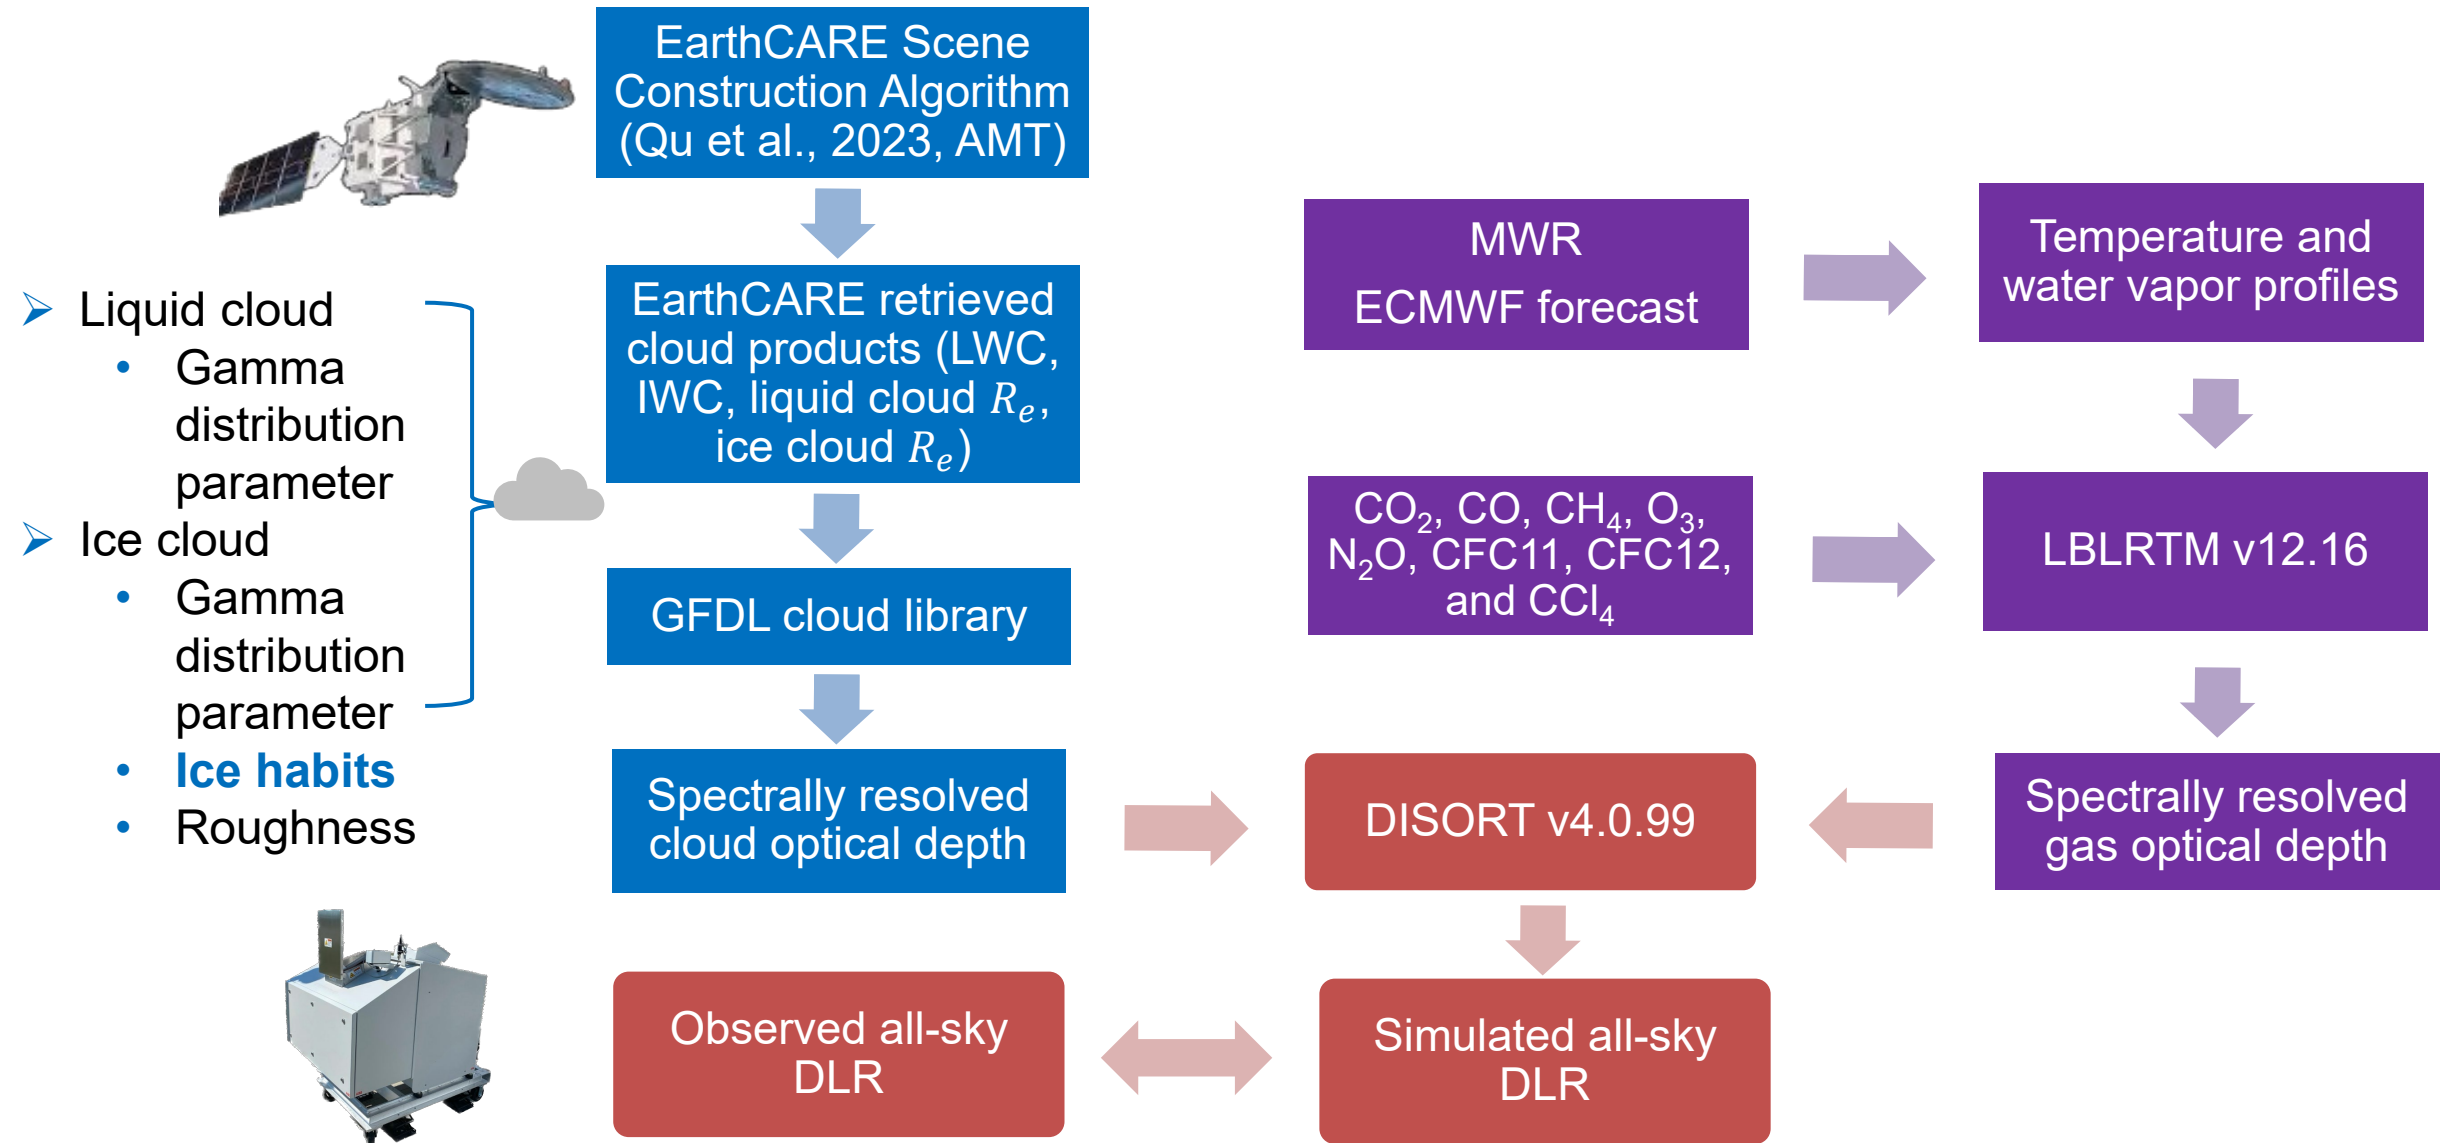 EarthCARE Scene
Construction Algorithm
(Qu et al., 2023, AMT)
EarthCARE retrieved
cloud products (LWC,
IWC, liquid cloud Rₑ,
ice cloud Rₑ)
GFDL cloud library
Spectrally resolved
cloud optical depth
➢ Liquid cloud
• Gamma
distribution
parameter
➢ Ice cloud
• Gamma
distribution
parameter
• Ice habits
• Roughness
MWR
ECMWF forecast
Temperature and
water vapor profiles
CO₂, CO, CH₄, O₃,
N₂O, CFC11, CFC12,
and CCl₄
LBLRTM v12.16
Spectrally resolved
gas optical depth
DISORT v4.0.99
Observed all-sky
DLR
Simulated all-sky
DLR